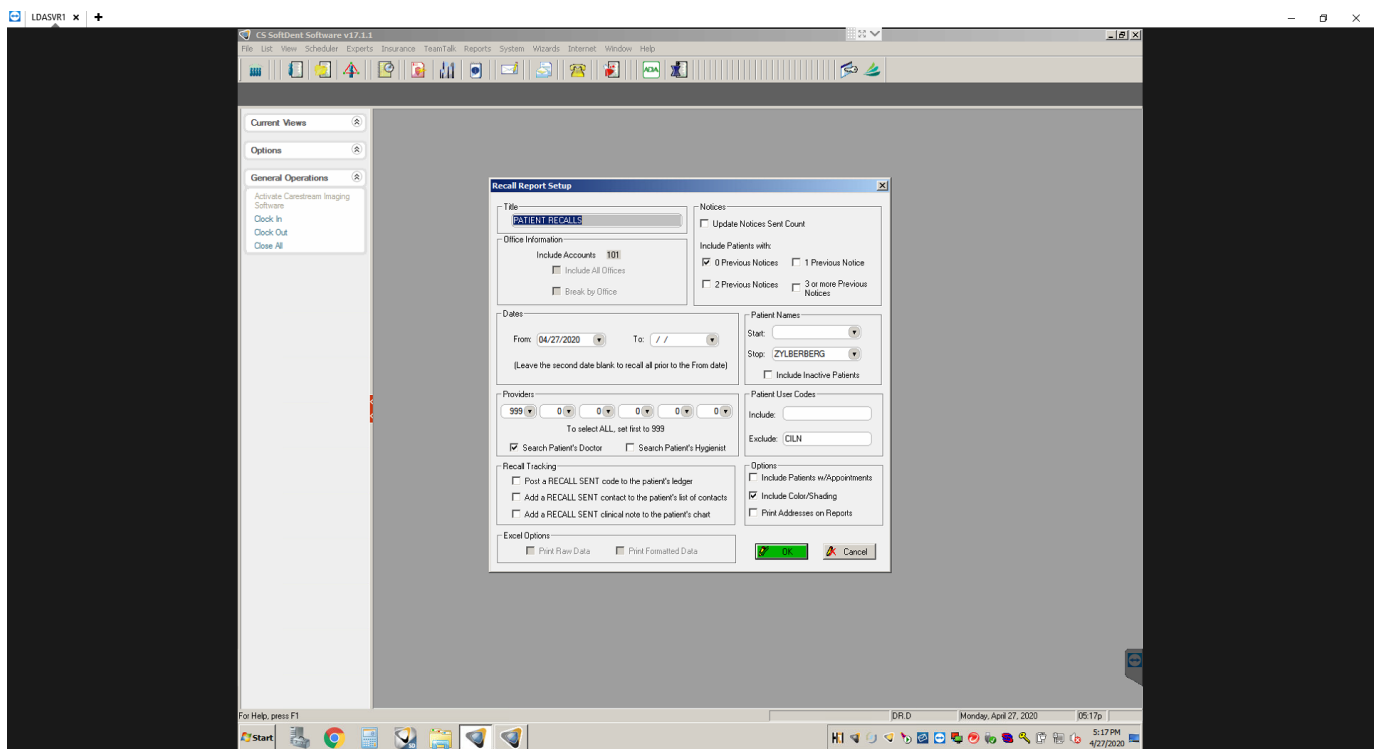 LDASVR1 × +
CS SoftDent Software v17.1.1
File List View Scheduler Experts Insurance TeamTalk Reports System Wizards Internet Window Help
ADIA
Current Views
Options
General Operations
Activate Carestream Imaging
Software
Clock In
Clock Out
Close All
Recall Report Setup
Title
PATIENT RECALLS
Office Information
Include Accounts 101
Include All Offices
Break by Office
Notices
Update Notices Sent Count
Include Patients with:
0 Previous Notices 1 Previous Notice
2 Previous Notices 3 or more Previous
Notices
Dates
From: 04/27/2020 To: / /
(Leave the second date blank to recall all prior to the From date)
Patient Names
Start:
Stop: ZYLBERBERG
Include Inactive Patients
Providers
999 0 0 0 0 0
To select ALL, set first to 999
Search Patient's Doctor Search Patient's Hygienist
Patient User Codes
Include:
Exclude: CILN
Recall Tracking
Post a RECALL SENT code to the patient's ledger
Add a RECALL SENT contact to the patient's list of contacts
Add a RECALL SENT clinical note to the patient's chart
Options
Include Patients w/Appointments
Include Color/Shading
Print Addresses on Reports
Excel Options
Print Raw Data Print Formatted Data
OK Cancel
For Help, press F1
DR.D Monday, April 27, 2020 05:17p
Start
5:17 PM
4/27/2020